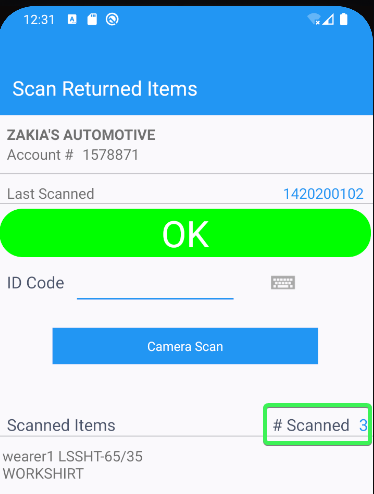 12:31
Scan Returned Items
ZAKIA'S AUTOMOTIVE
Account # 1578871
Last Scanned 1420200102
OK
ID Code
Camera Scan
Scanned Items # Scanned 3
wearer1 LSSHT-65/35
WORKSHIRT